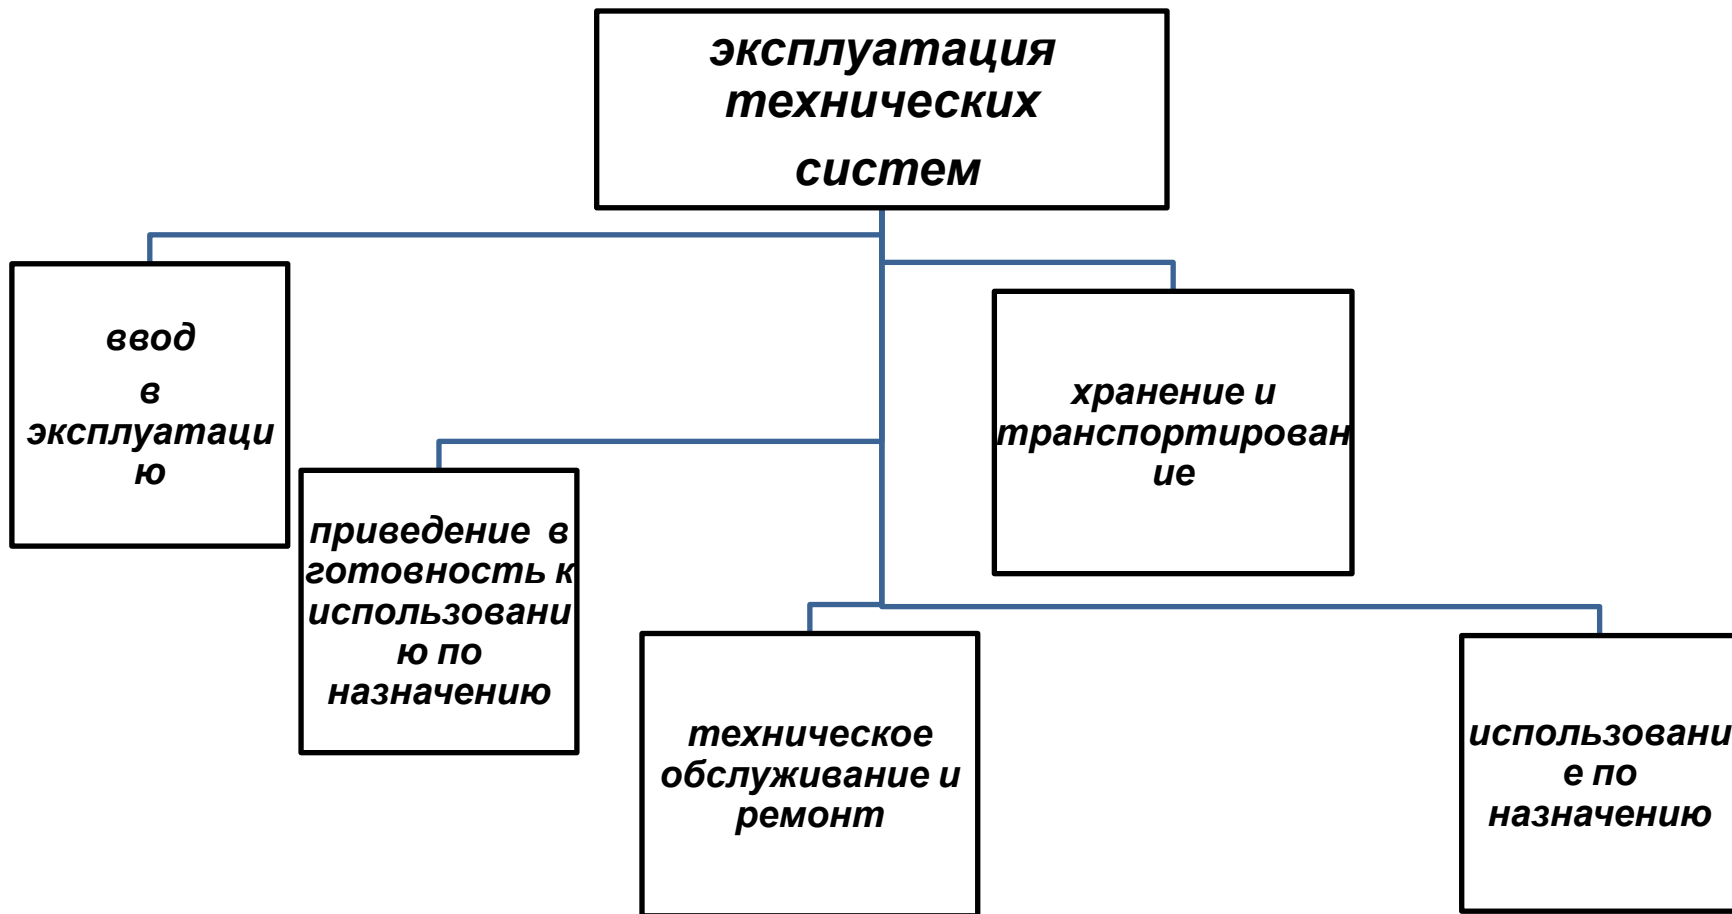 эксплуатация
технических
систем
ввод
в
эксплуатаци
ю
хранение и
транспортирован
ие
приведение в
готовность к
использовани
ю по
назначению
техническое
обслуживание и
ремонт
использовани
е по
назначению